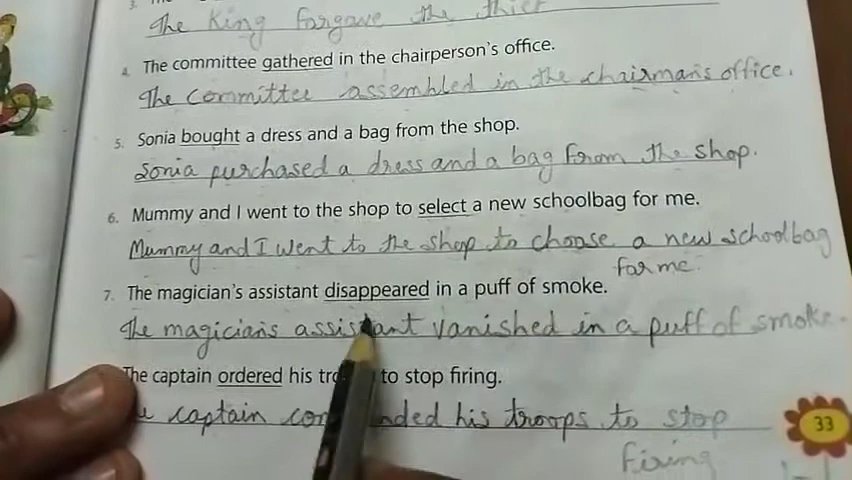 3.
The King forgave the thief
4. The committee gathered in the chairperson's office.
The Committee assembled in the chairman's office.
5. Sonia bought a dress and a bag from the shop.
Sonia purchased a dress and a bag from the shop.
6. Mummy and I went to the shop to select a new schoolbag for me.
Mummy and I went to the shop to choose a new schoolbag
for me.
7. The magician's assistant disappeared in a puff of smoke.
The magician's assistant vanished in a puff of smoke.
The captain ordered his to stop firing.
captain his troops to stop
33
firing